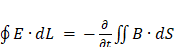 ∮ E · dL = −∂/∂t ∬ B · dS